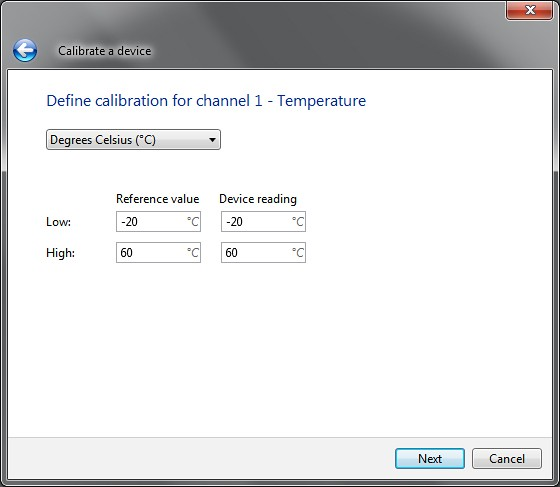 Calibrate a device
Define calibration for channel 1 - Temperature
Degrees Celsius (°C)
Reference value Device reading
Low: -20 °C -20 °C
High: 60 °C 60 °C
Next Cancel